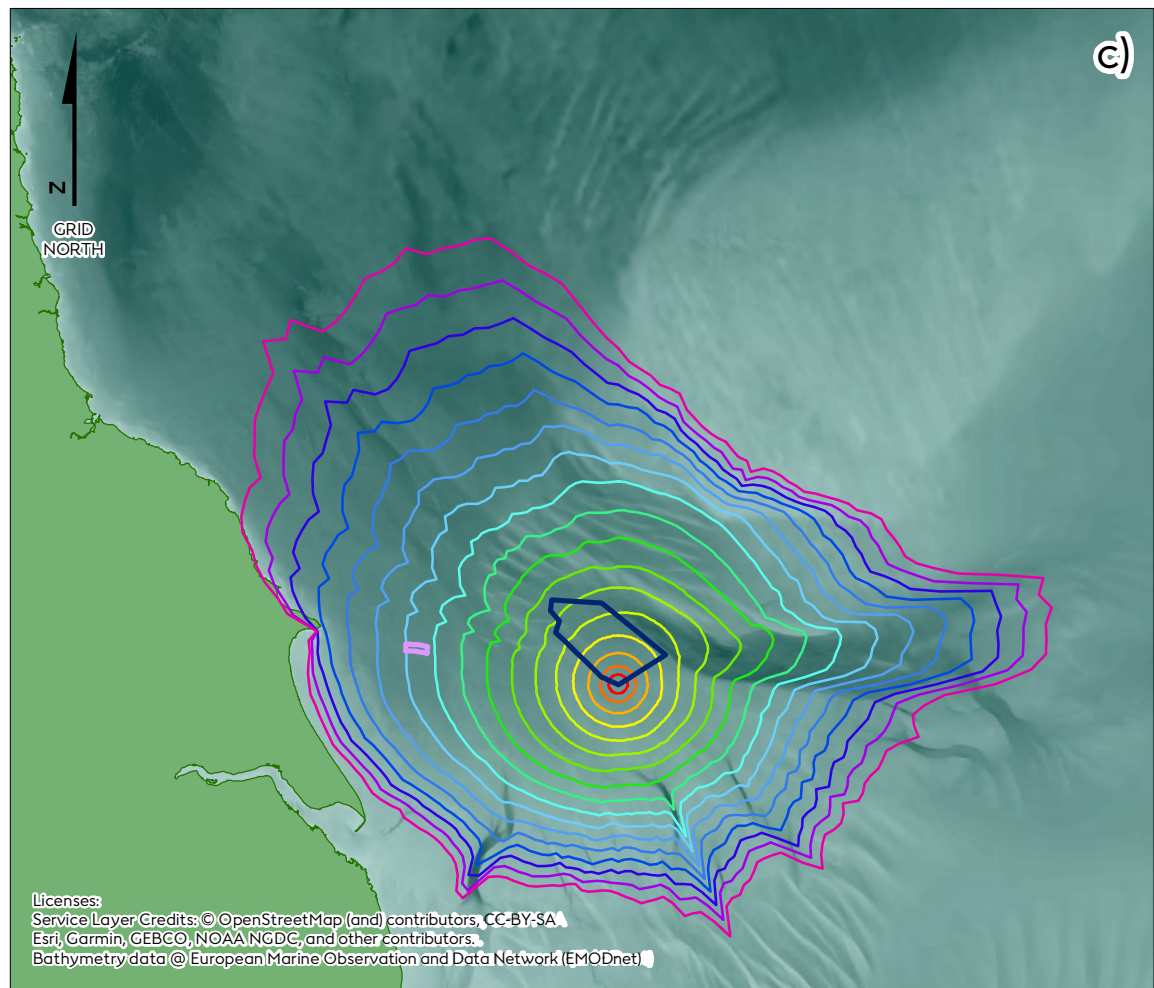 c)
N
GRID
NORTH
Licenses:
Service Layer Credits: © OpenStreetMap (and) contributors, CC-BY-SA
Esri, Garmin, GEBCO, NOAA NGDC, and other contributors.
Bathymetry data @ European Marine Observation and Data Network (EMODnet)